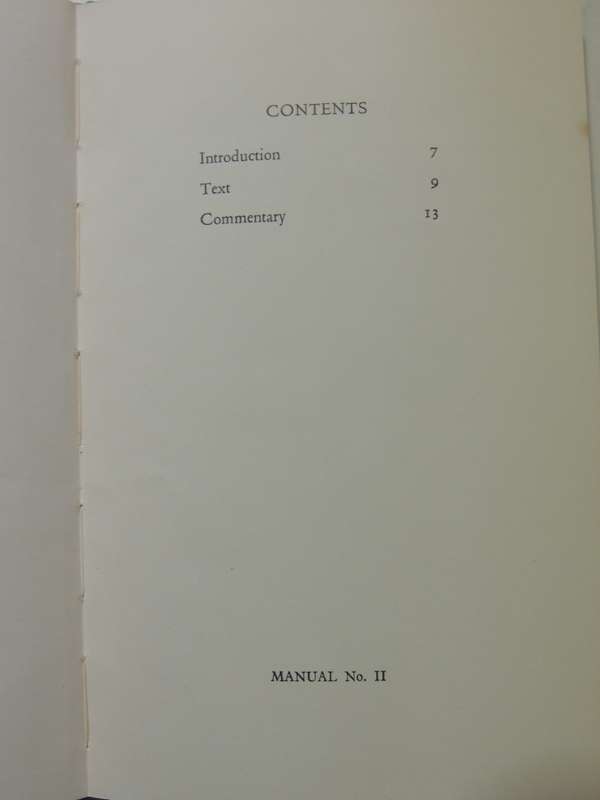 CONTENTS
Introduction 7
Text 9
Commentary 13
MANUAL No. II